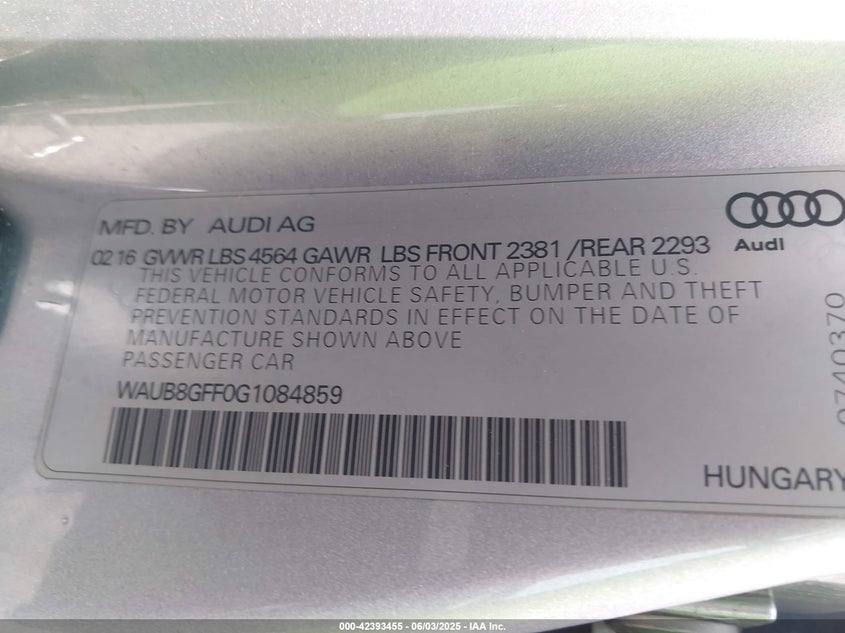 MFD. BY AUDI AG
Audi
02 16 GVWR LBS 4564 GAWR LBS FRONT 2381 /REAR 2293
THIS VEHICLE CONFORMS TO ALL APPLICABLE U.S.
FEDERAL MOTOR VEHICLE SAFETY, BUMPER AND THEFT
PREVENTION STANDARDS IN EFFECT ON THE DATE OF
MANUFACTURE SHOWN ABOVE
PASSENGER CAR
WAUB8GFF0G1084859
HUNGARY
0740370
000-42393455 - 06/03/2025 - IAA Inc.